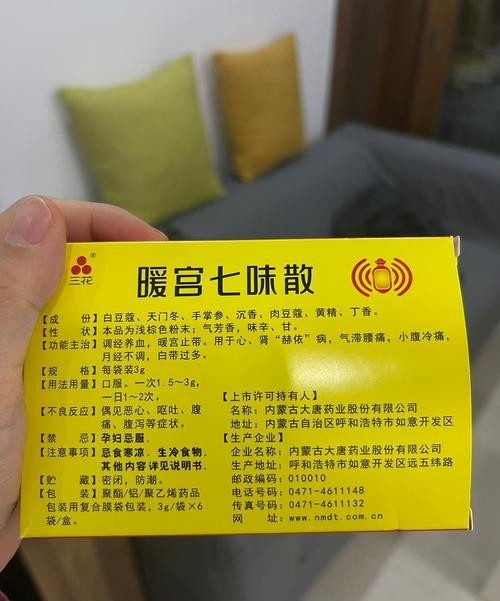 三花®
暖宫七味散
【成　份】白豆蔻、天门冬、手掌参、沉香、肉豆蔻、黄精、丁香。
【性　状】本品为浅棕色粉末；气芳香，味辛、甘。
【功能主治】调经养血，暖宫止带。用于心、肾“赫依”病，气滞腰痛，小腹冷痛，
月经不调，白带过多。
【规　格】每袋装3g
【用法用量】口服。一次1.5~3g，
一日1~2次。
【不良反应】偶见恶心、呕吐、腹
痛、腹泻等症状。
【禁　忌】孕妇忌服。
【注意事项】忌食寒凉、生冷食物，
其他内容详见说明书。
【贮　藏】密闭，防潮。
【包　装】聚酯/铝/聚乙烯药品
包装用复合膜袋包装，3g/袋×6
袋/盒。
【上市许可持有人】
名称：内蒙古大唐药业股份有限公司
地址：内蒙古自治区呼和浩特市如意开发区
【生产企业】
企业名称：内蒙古大唐药业股份有限公司
生产地址：呼和浩特市如意开发区远五纬路
邮政编码：010010
电话号码：0471-4611148
传真号码：0471-4611132
网　　址：www.nmdt.com.cn